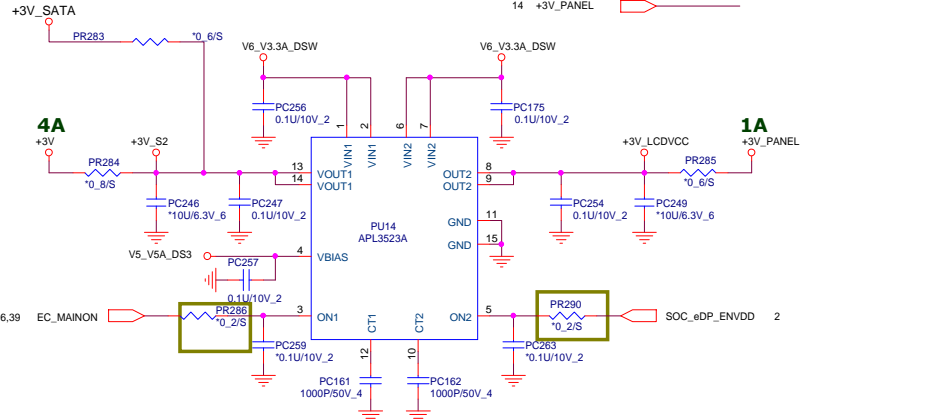 14 +3V_PANEL
+3V_SATA
PR283
*0_6/S
V6_V3.3A_DSW
V6_V3.3A_DSW
PC256
0.1U/10V_2
PC175
0.1U/10V_2
4A
+3V
+3V_S2
1
2
6
7
VIN1
VIN1
VIN2
VIN2
+3V_LCDVCC
1A
+3V_PANEL
PR284
*0_8/S
13
14
VOUT1
VOUT1
OUT2
OUT2
8
9
PR285
*0_6/S
PC246
*10U/6.3V_6
PC247
0.1U/10V_2
PC254
0.1U/10V_2
PC249
*10U/6.3V_6
PU14
APL3523A
GND
11
GND
15
V5_V5A_DS3
4
VBIAS
PC257
0.1U/10V_2
6,39 EC_MAINON
PR286
*0_2/S
3
ON1
ON2
5
PR290
*0_2/S
SOC_eDP_ENVDD 2
PC259
*0.1U/10V_2
CT1
CT2
12
10
PC263
*0.1U/10V_2
PC161
1000P/50V_4
PC162
1000P/50V_4